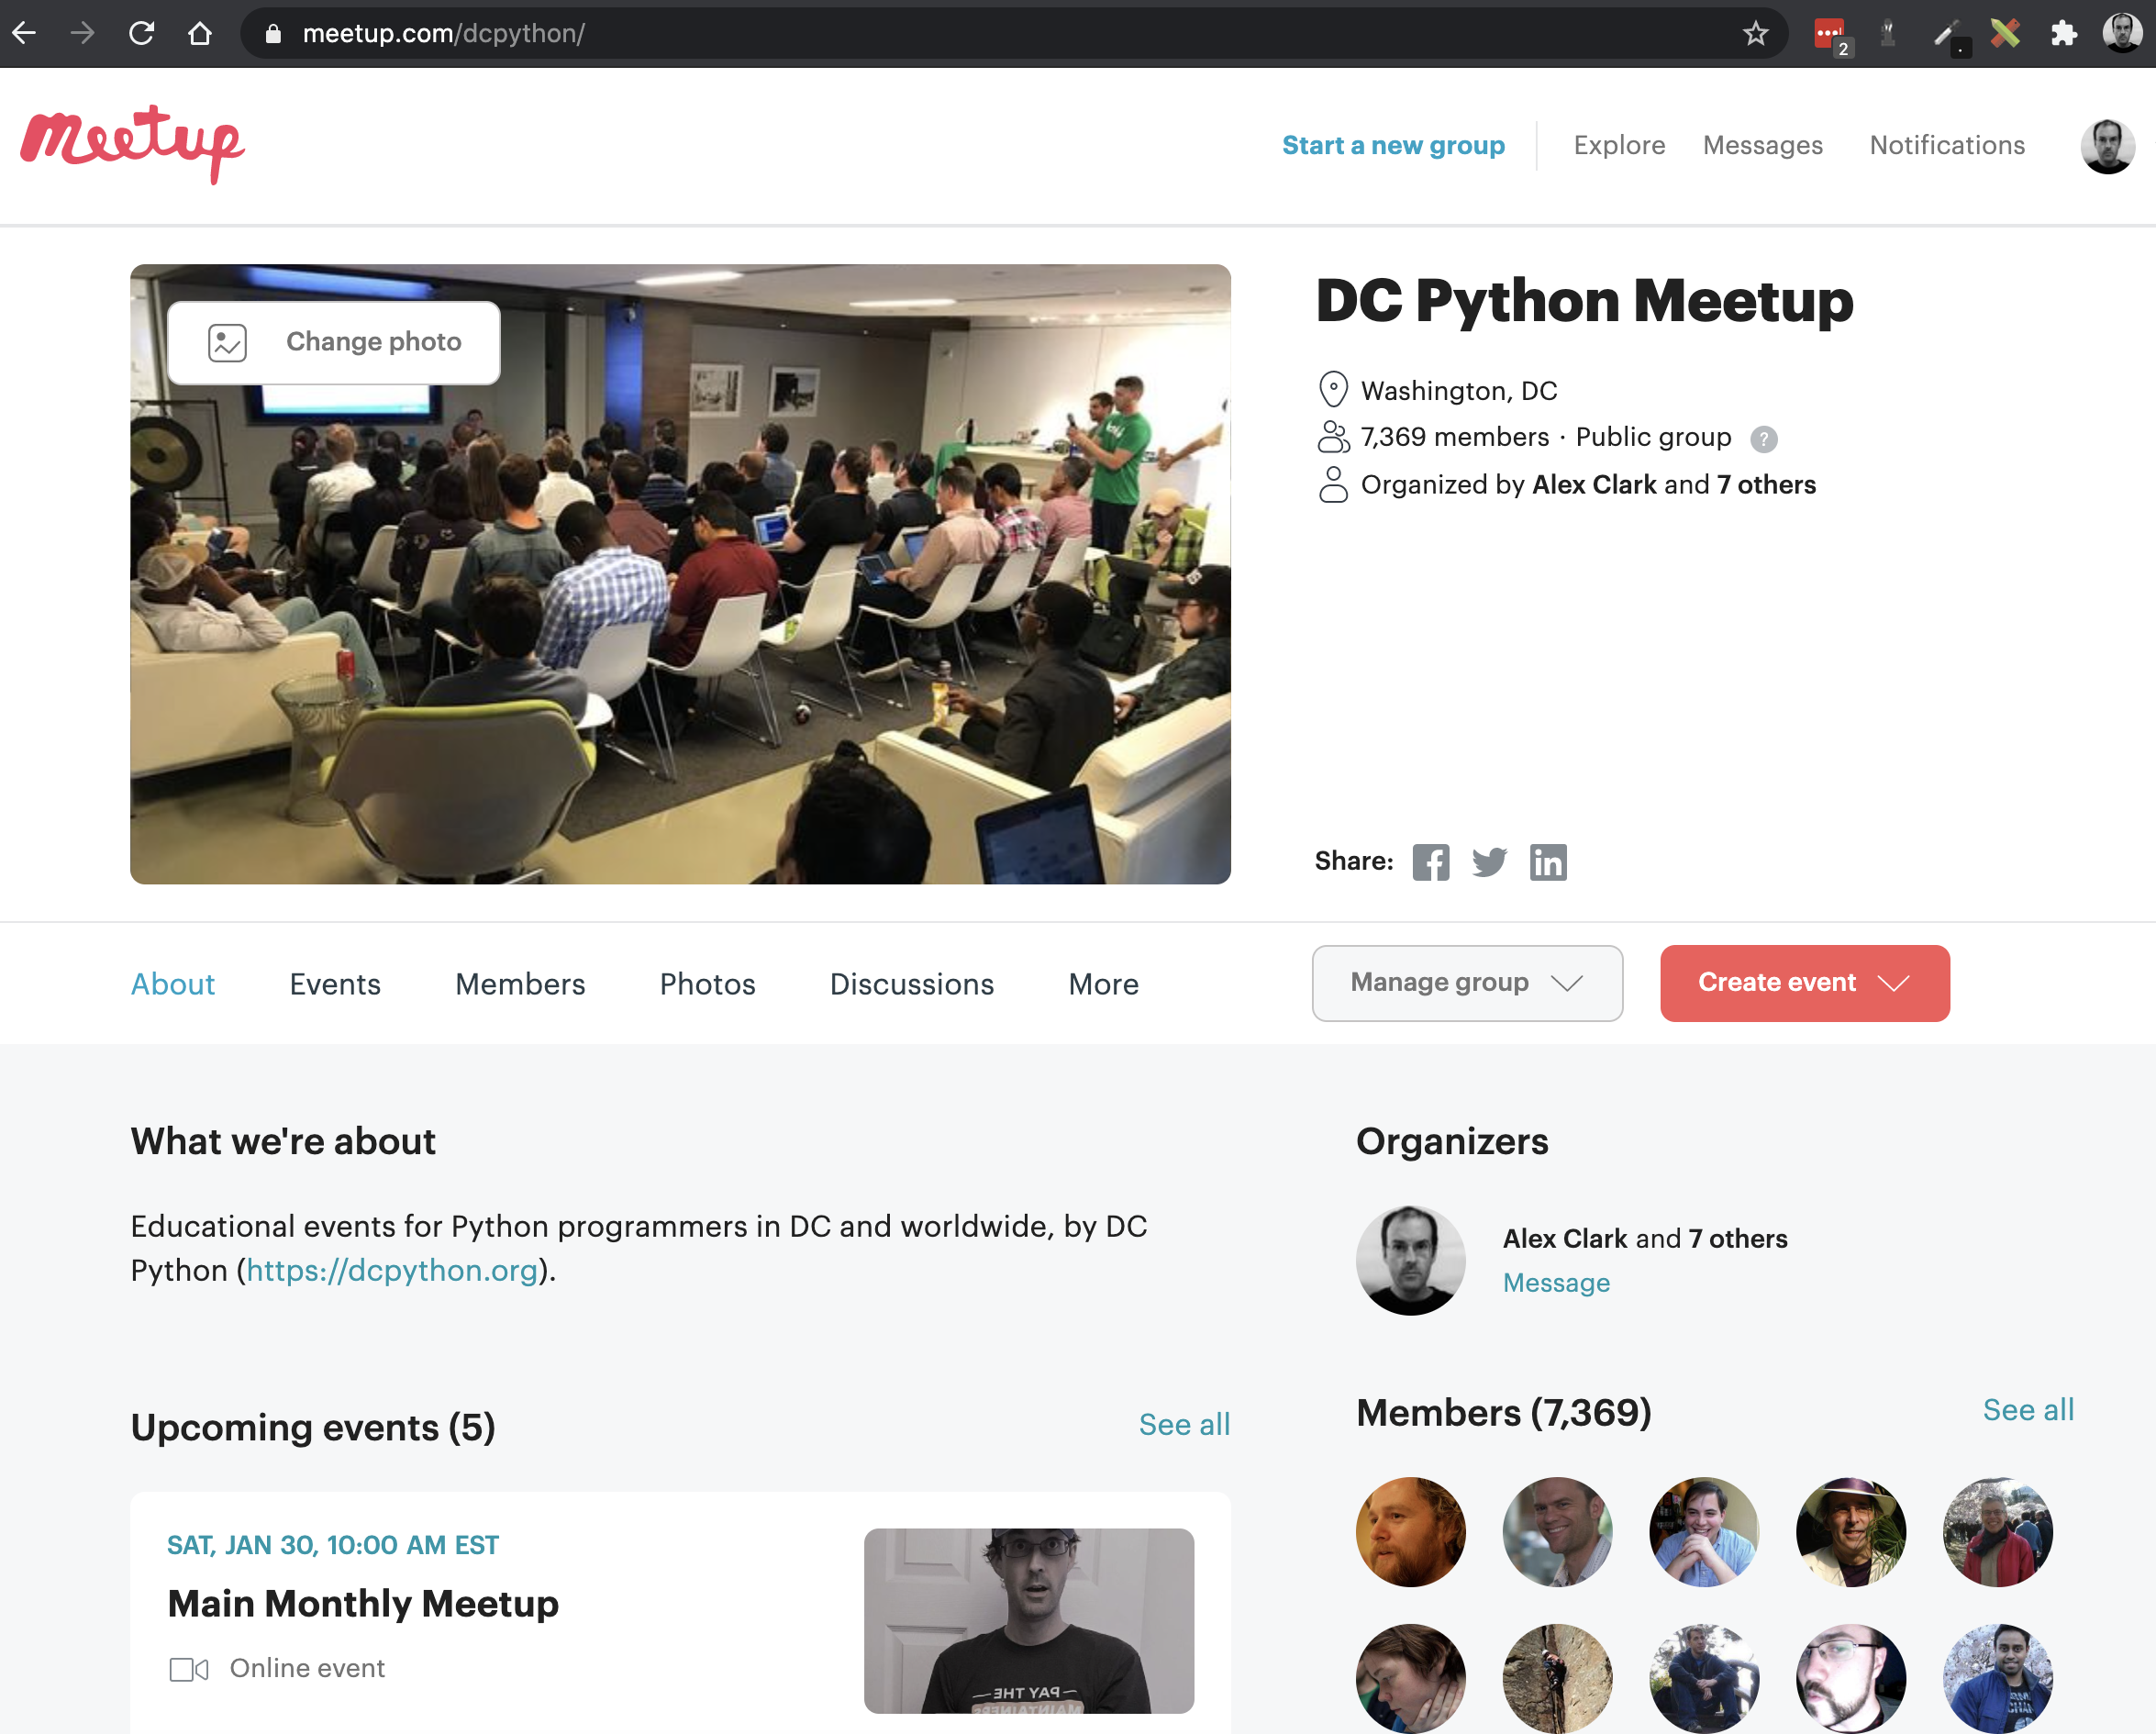 meetup.com/dcpython/
2
Meetup
Start a new group
Explore
Messages
Notifications
Change photo
DC Python Meetup
Washington, DC
7,369 members · Public group ?
Organized by Alex Clark and 7 others
Share:
About
Events
Members
Photos
Discussions
More
Manage group
Create event
What we're about
Educational events for Python programmers in DC and worldwide, by DC
Python (https://dcpython.org).
Organizers
Alex Clark and 7 others
Message
Upcoming events (5)
See all
SAT, JAN 30, 10:00 AM EST
Main Monthly Meetup
Online event
PAY THE
MAINTAINERS
Members (7,369)
See all